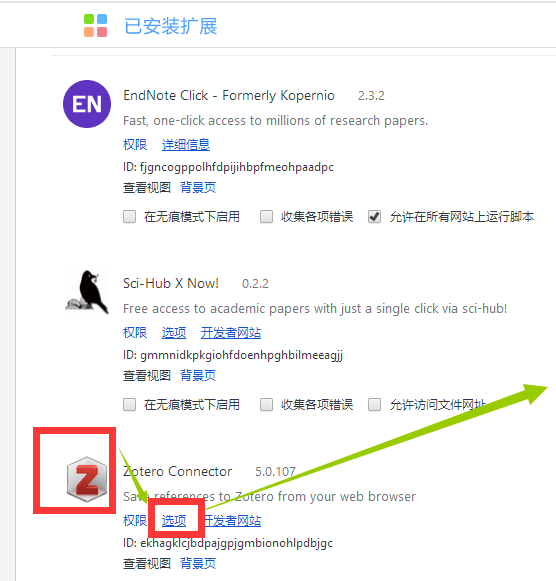 已安装扩展
EN
EndNote Click - Formerly Kopernio 2.3.2
Fast, one-click access to millions of research papers.
权限 详细信息
ID: fjgncogppolhfdpijihbpfmeohpaadpc
查看视图 背景页
在无痕模式下启用 收集各项错误 允许在所有网站上运行脚本
Sci-Hub X Now! 0.2.2
Free access to academic papers with just a single click via sci-hub!
权限 选项 开发者网站
ID: gmmnidkpkgiohfdoenhpghbilmeeagjj
查看视图 背景页
在无痕模式下启用 收集各项错误 允许访问文件网址
Z
Zotero Connector 5.0.107
Save references to Zotero from your web browser
权限 选项 开发者网站
ID: ekhagklcjbdpajgpjgmbionohlpdbjgc
查看视图 背景页